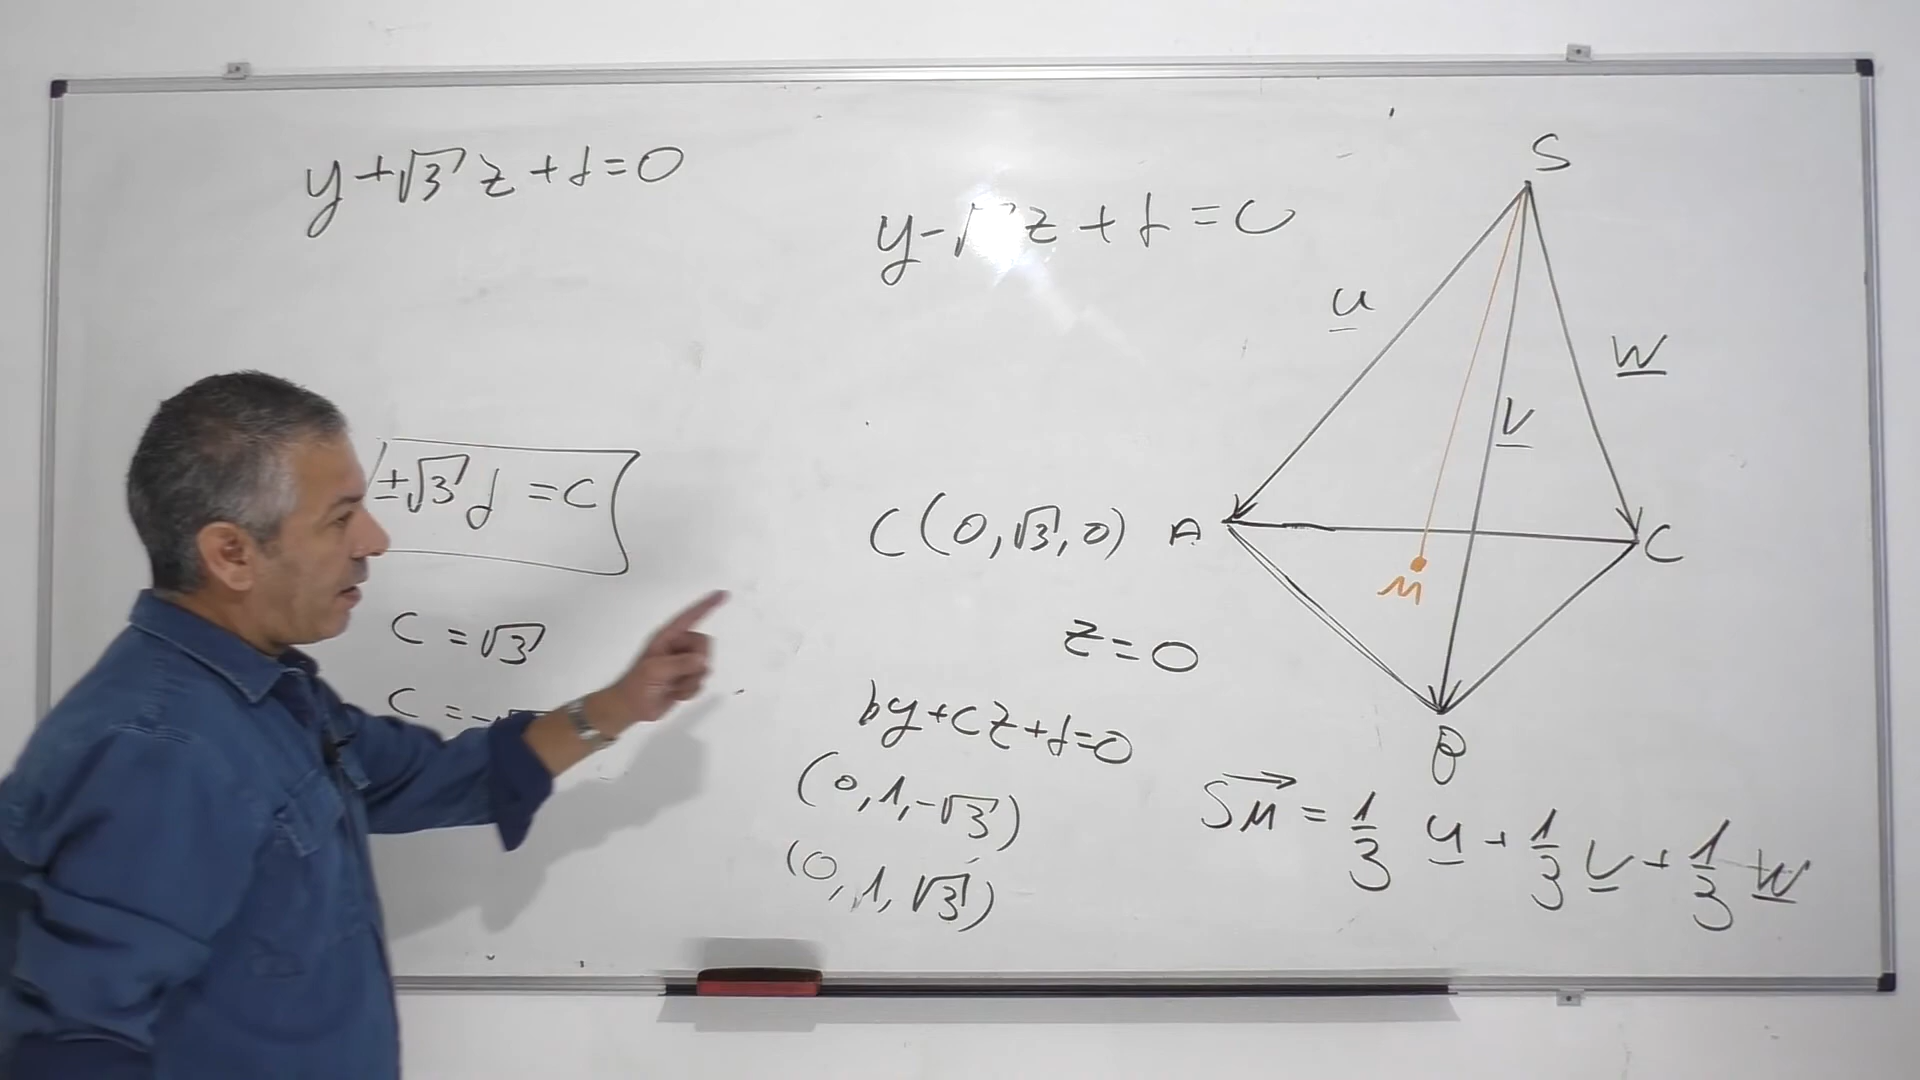 y+√3 z+d=0
y-√ z+d=0
±√3 d=c
c=√3
c=-
C(0,√3,0)
z=0
by+cz+d=0
(0,1,-√3)
(0,1,√3)
S
u
w
v
A
C
M
B
SM = 1/3 u + 1/3 v + 1/3 w